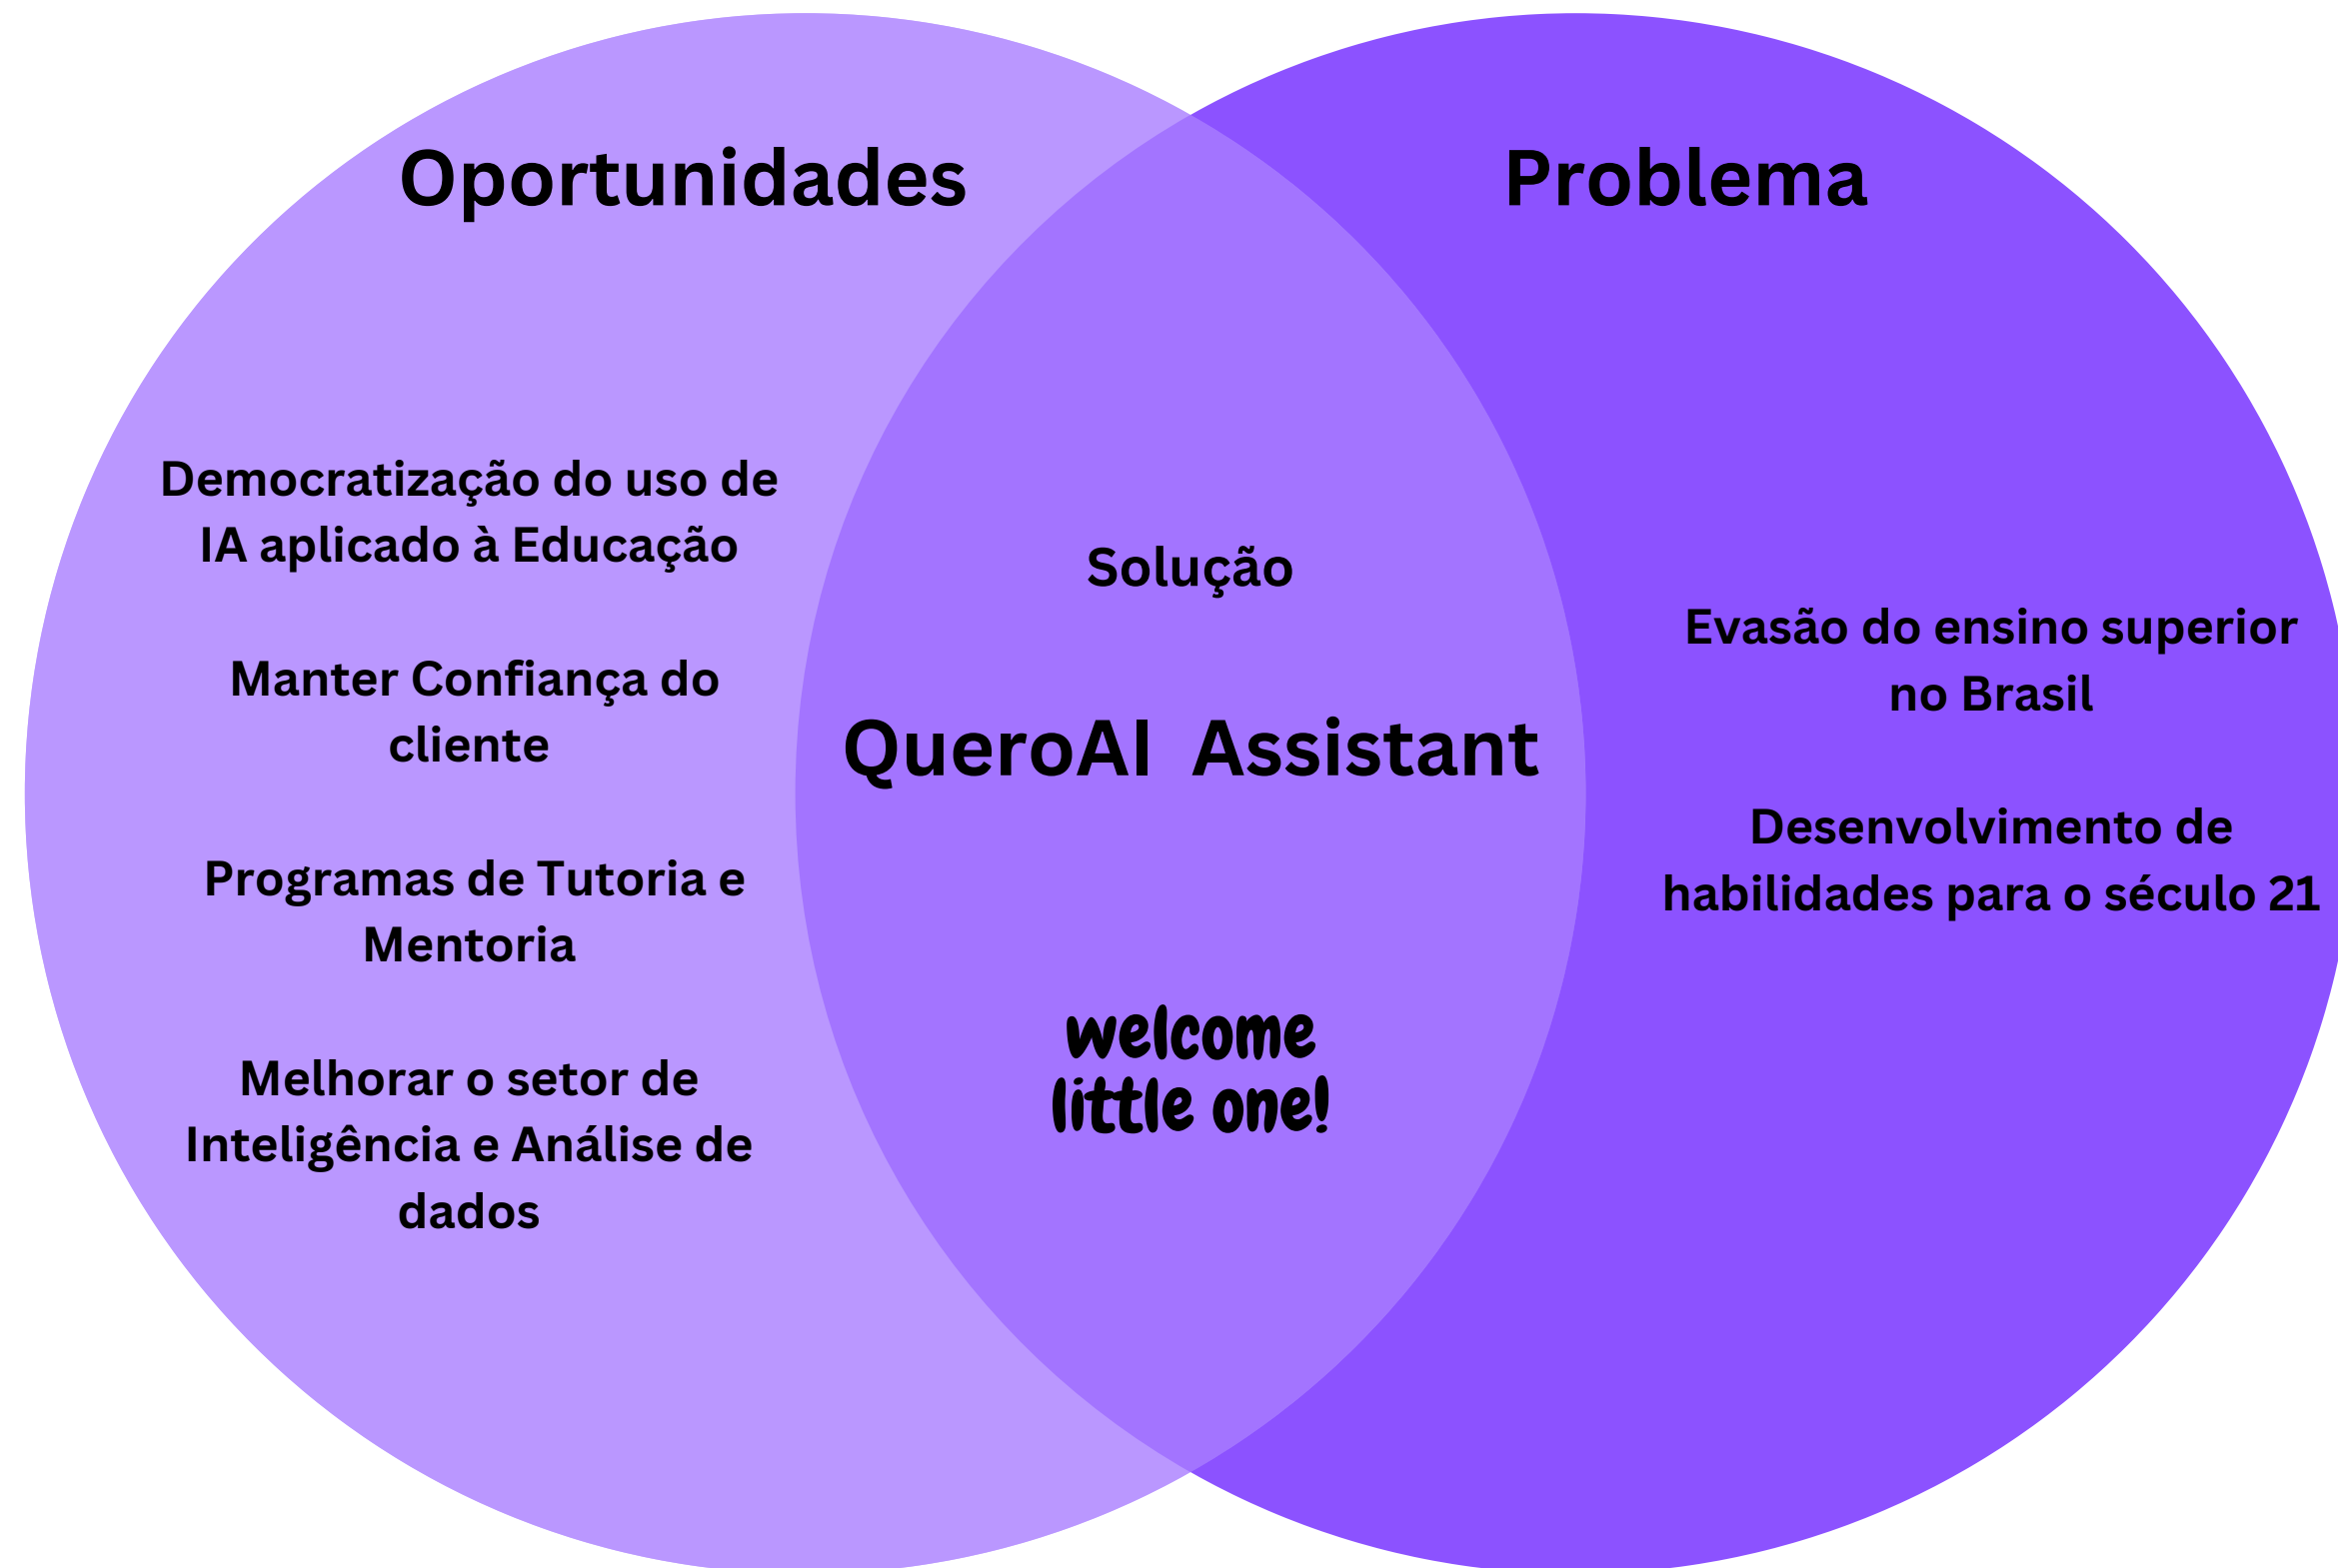 Oportunidades
Democratização do uso de
IA aplicado à Educação
Manter Confiança do
cliente
Programas de Tutoria e
Mentoria
Melhorar o setor de
Inteligência e Análise de
dados
Solução
QueroAI Assistant
welcome
little one!
Problema
Evasão do ensino superior
no Brasil
Desenvolvimento de
habilidades para o século 21